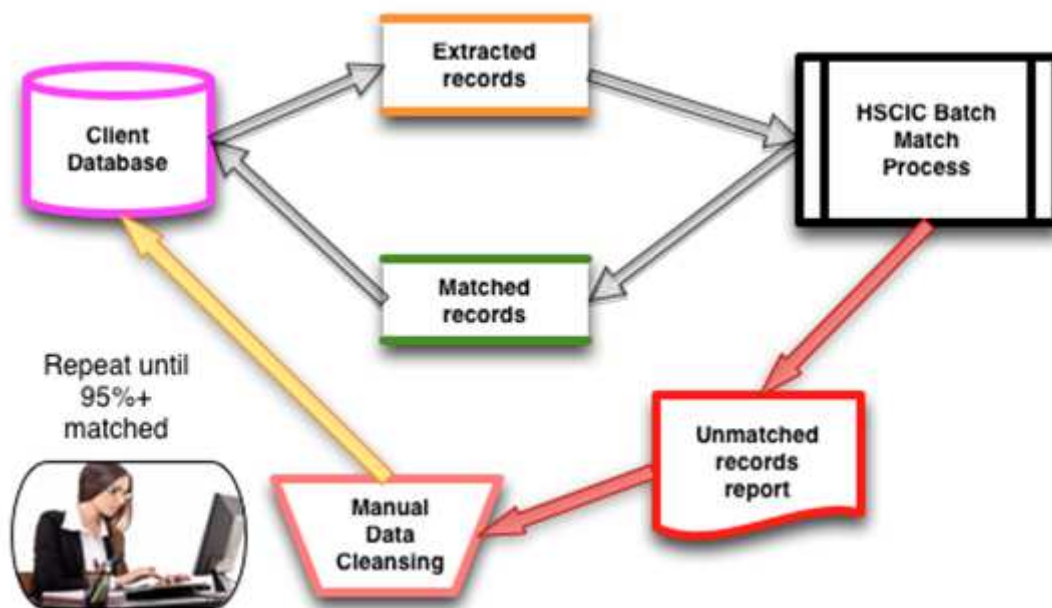 Extracted
records
Client
Database
HSCIC Batch
Match
Process
Matched
records
Repeat until
95%+
matched
Unmatched
records
report
Manual
Data
Cleansing